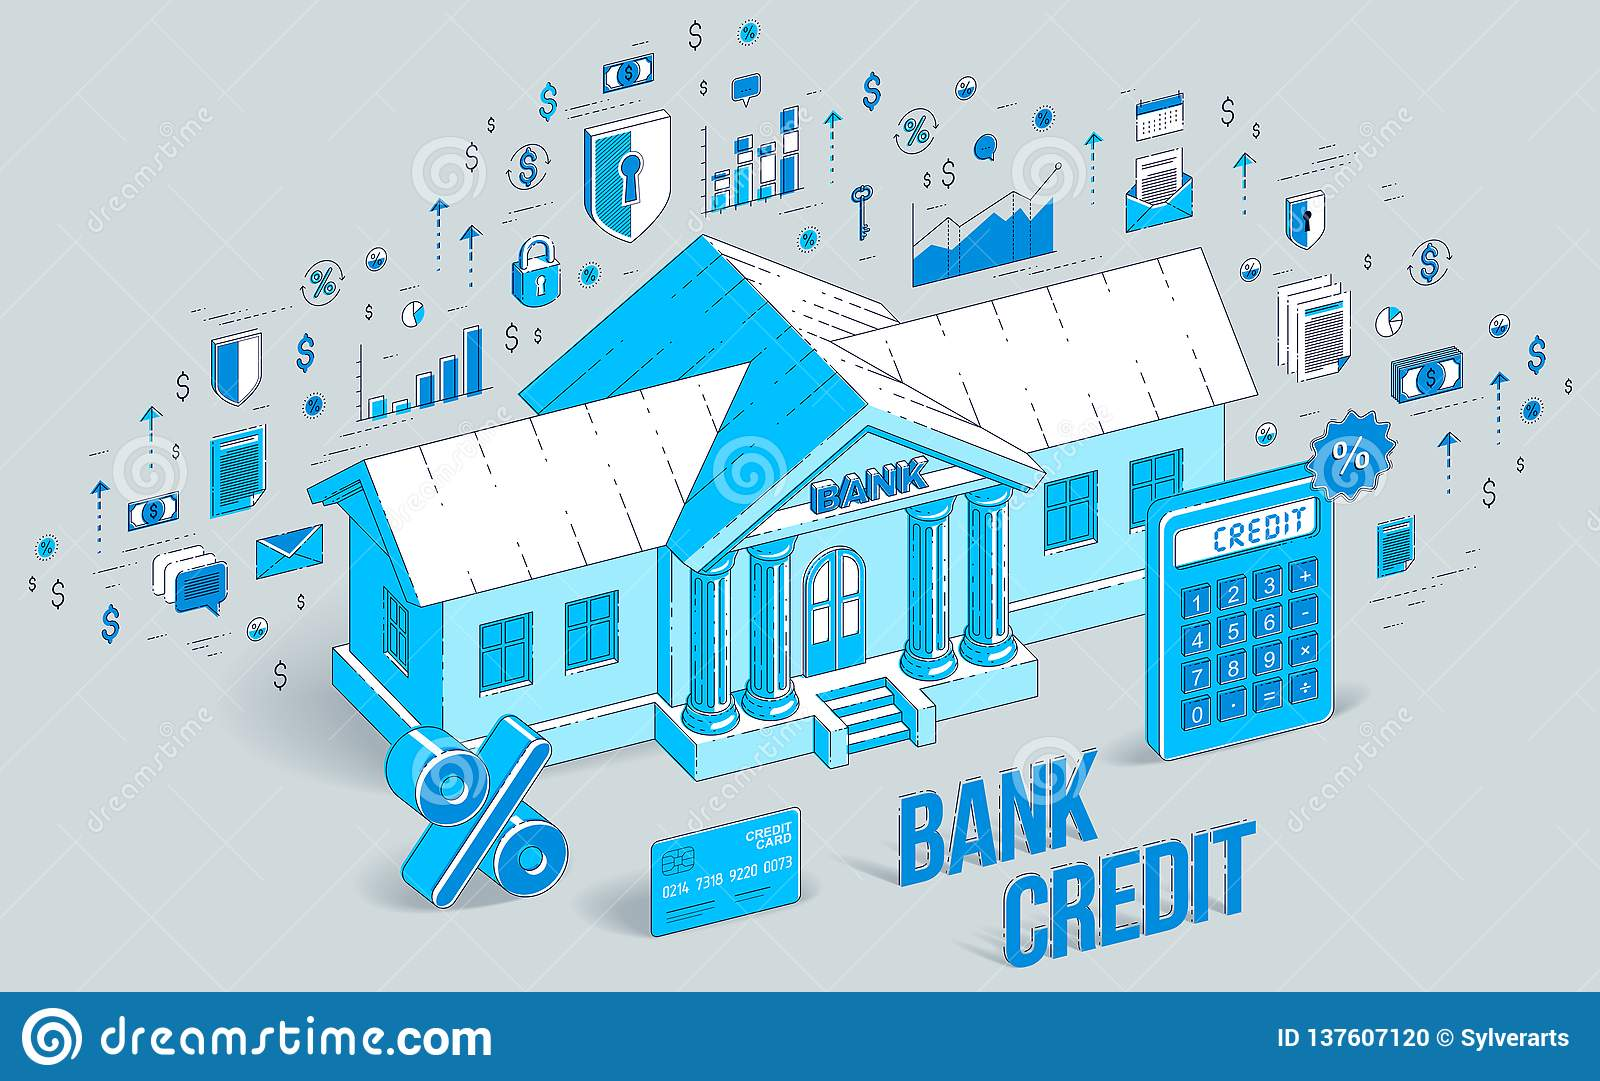 BANK
CREDIT
1 2 3 +
4 5 6 -
7 8 9 ×
0 . = ÷
CREDIT
CARD
0214 7318 9220 0073
BANK
CREDIT
dreamstime.com
ID 137607120 © Sylverarts